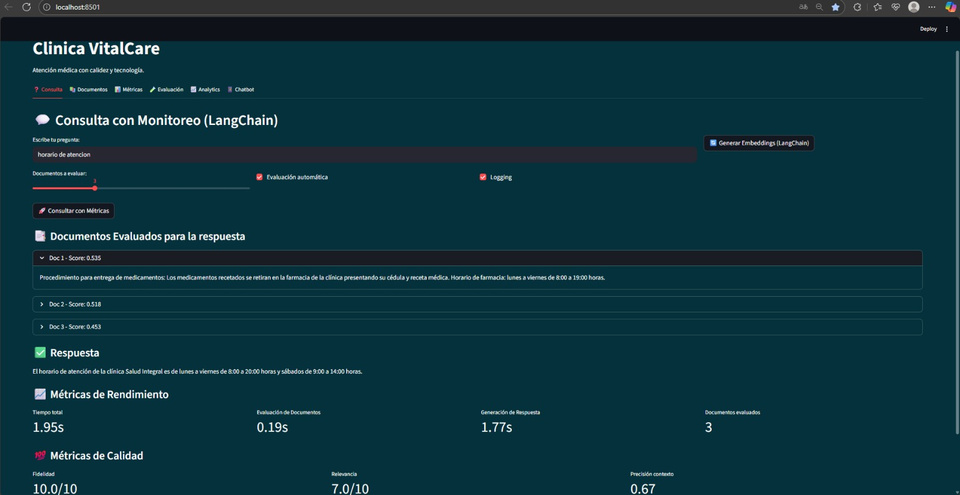 localhost:8501
Deploy
Clínica VitalCare
Atención médica con calidez y tecnología.
Consulta Documentos Métricas Evaluación Analytics Chatbot
Consulta con Monitoreo (LangChain)
Escribe tu pregunta:
Generar Embeddings (LangChain)
horario de atencion
Documentos a evaluar:
3
Evaluación automática
Logging
Consultar con Métricas
Documentos Evaluados para la respuesta
Doc 1 - Score: 0.535
Procedimiento para entrega de medicamentos: Los medicamentos recetados se retiran en la farmacia de la clínica presentando su cédula y receta médica. Horario de farmacia: lunes a viernes de 8:00 a 19:00 horas.
Doc 2 - Score: 0.518
Doc 3 - Score: 0.453
Respuesta
El horario de atención de la clínica Salud Integral es de lunes a viernes de 8:00 a 20:00 horas y sábados de 9:00 a 14:00 horas.
Métricas de Rendimiento
Tiempo total Evaluación de Documentos Generación de Respuesta Documentos evaluados
1.95s 0.19s 1.77s 3
Métricas de Calidad
Fidelidad Relevancia Precisión contexto
10.0/10 7.0/10 0.67